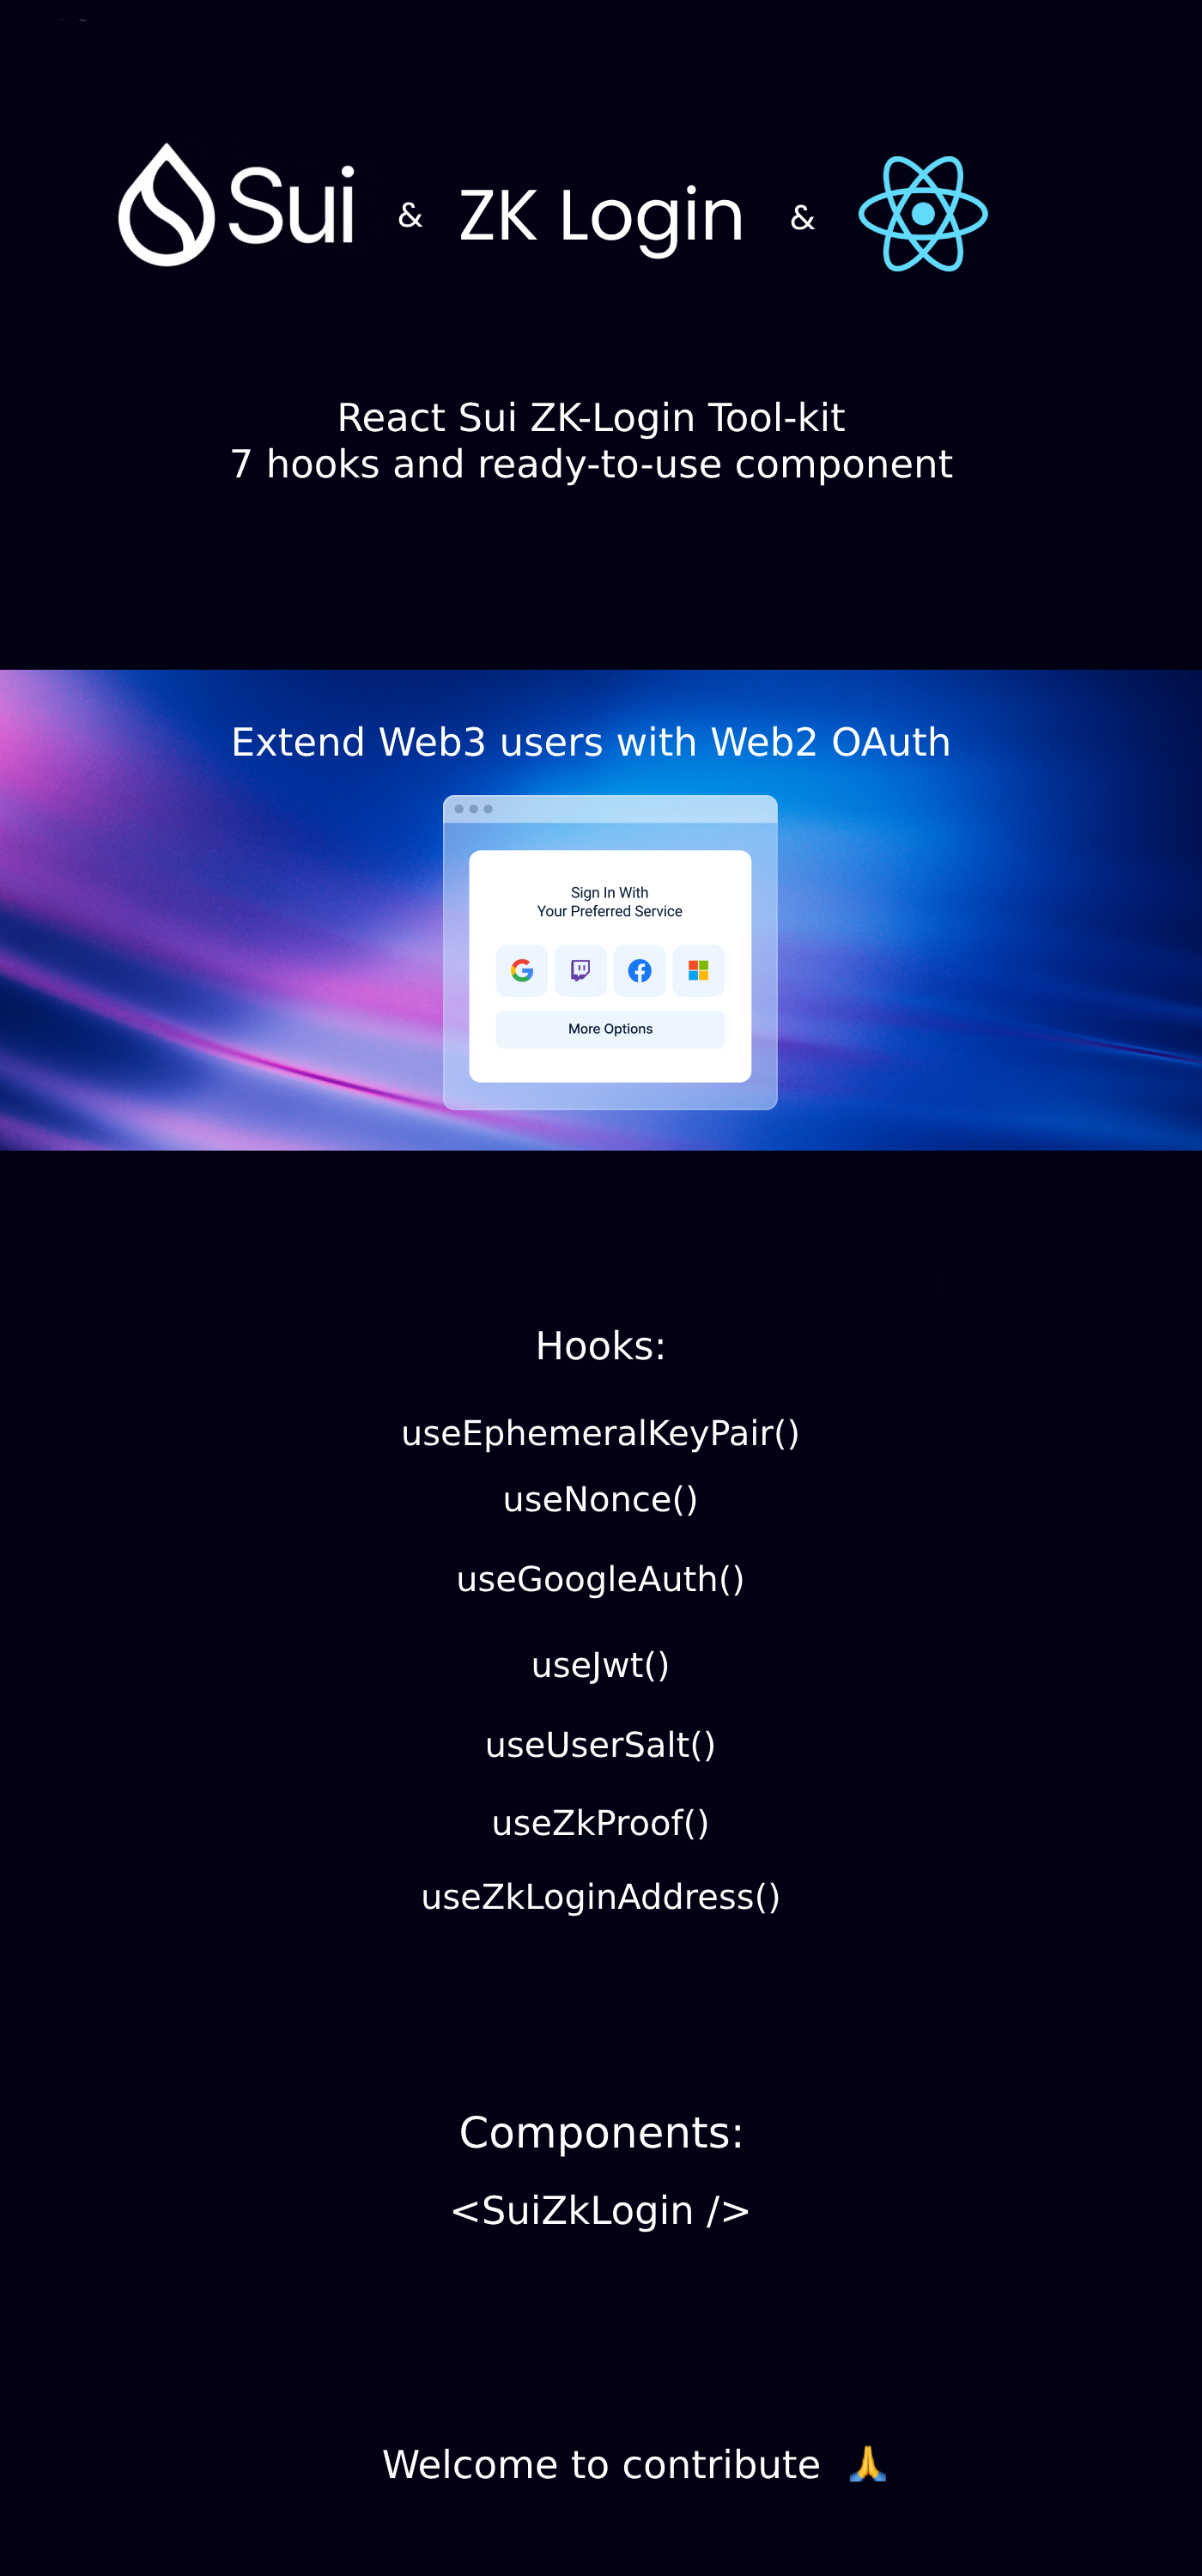 Sui & ZK Login &
React Sui ZK-Login Tool-kit
7 hooks and ready-to-use component
Extend Web3 users with Web2 OAuth
Sign In With
Your Preferred Service
More Options
Hooks:
useEphemeralKeyPair()
useNonce()
useGoogleAuth()
useJwt()
useUserSalt()
useZkProof()
useZkLoginAddress()
Components:
<SuiZkLogin />
Welcome to contribute 🙏